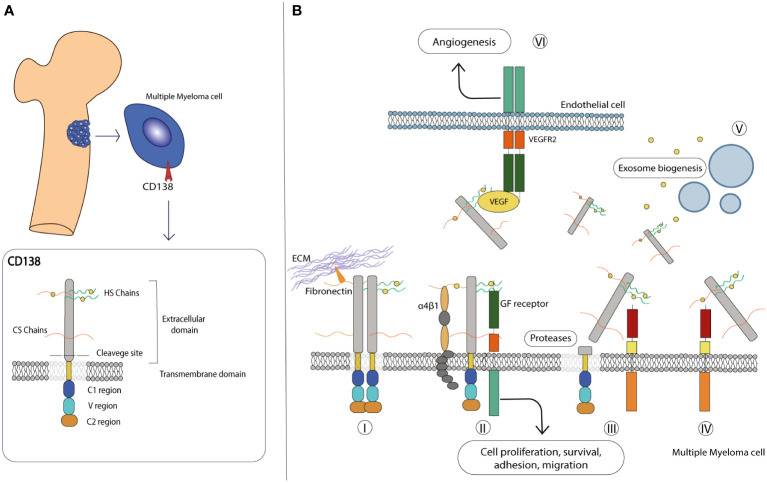 A
Multiple Myeloma cell
CD138
CD138
HS Chains
Extracellular
domain
CS Chains
Clevege site
Transmembrane domain
C1 region
V region
C2 region
B
Angiogenesis
VI
Endothelial cell
VEGFR2
VEGF
V
Exosome biogenesis
ECM
Fibronectin
α4β1
GF receptor
Proteases
I
II
III
IV
Cell proliferation, survival,
adhesion, migration
Multiple Myeloma cell